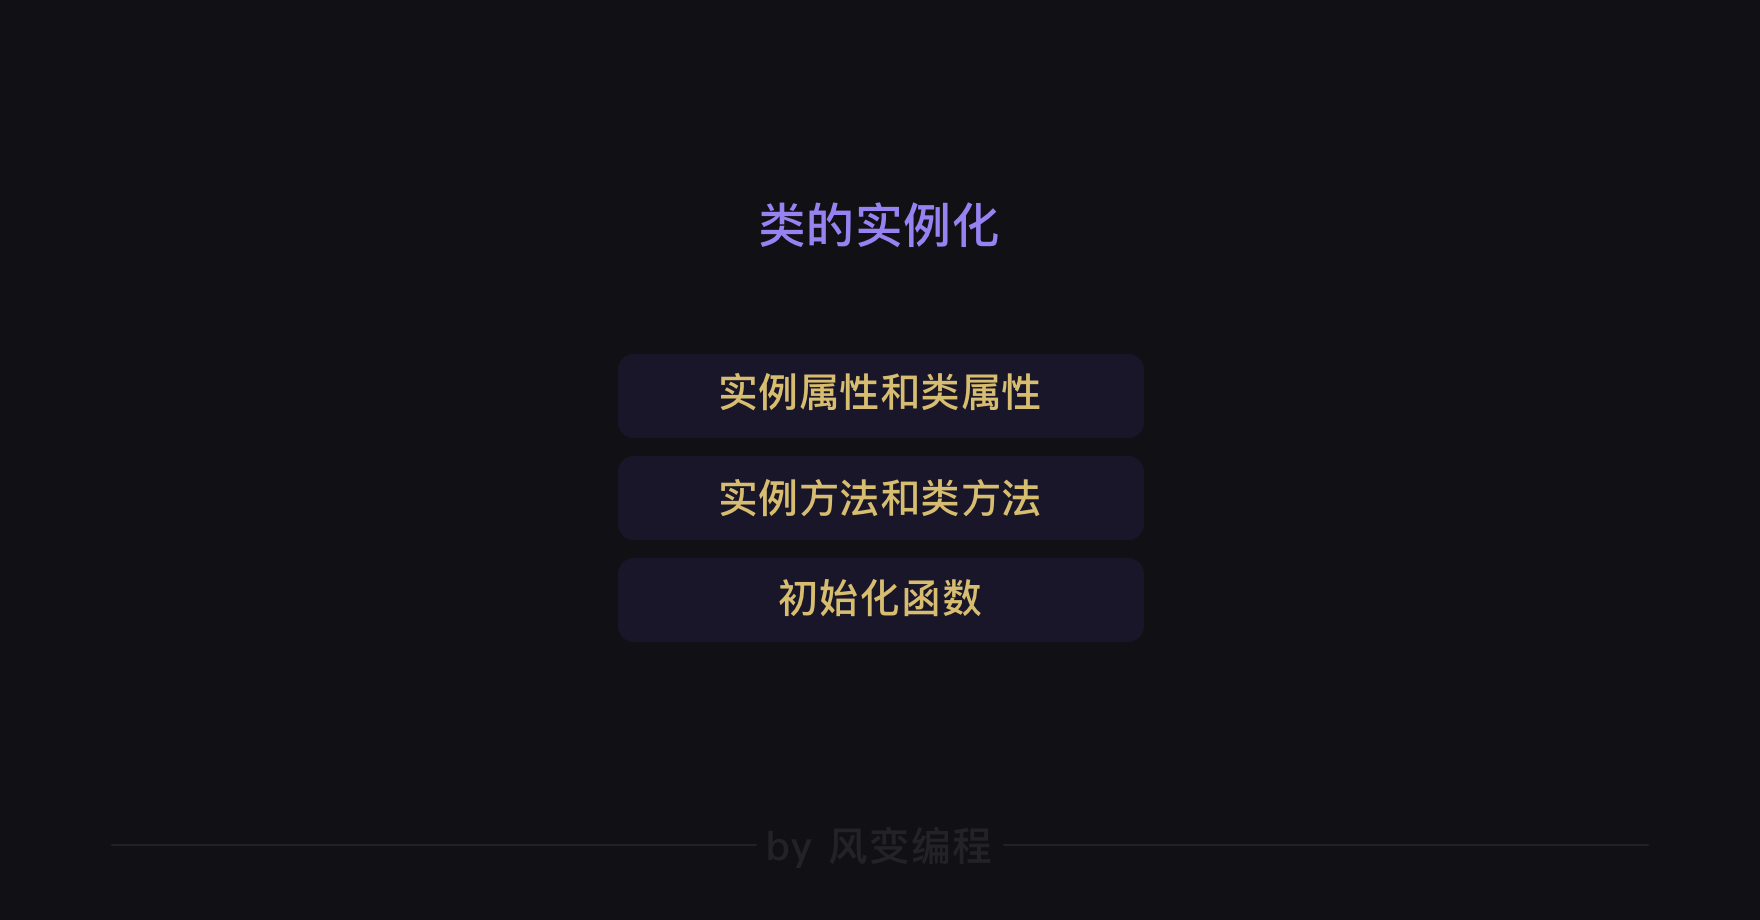 类的实例化
实例属性和类属性
实例方法和类方法
初始化函数
by 风变编程